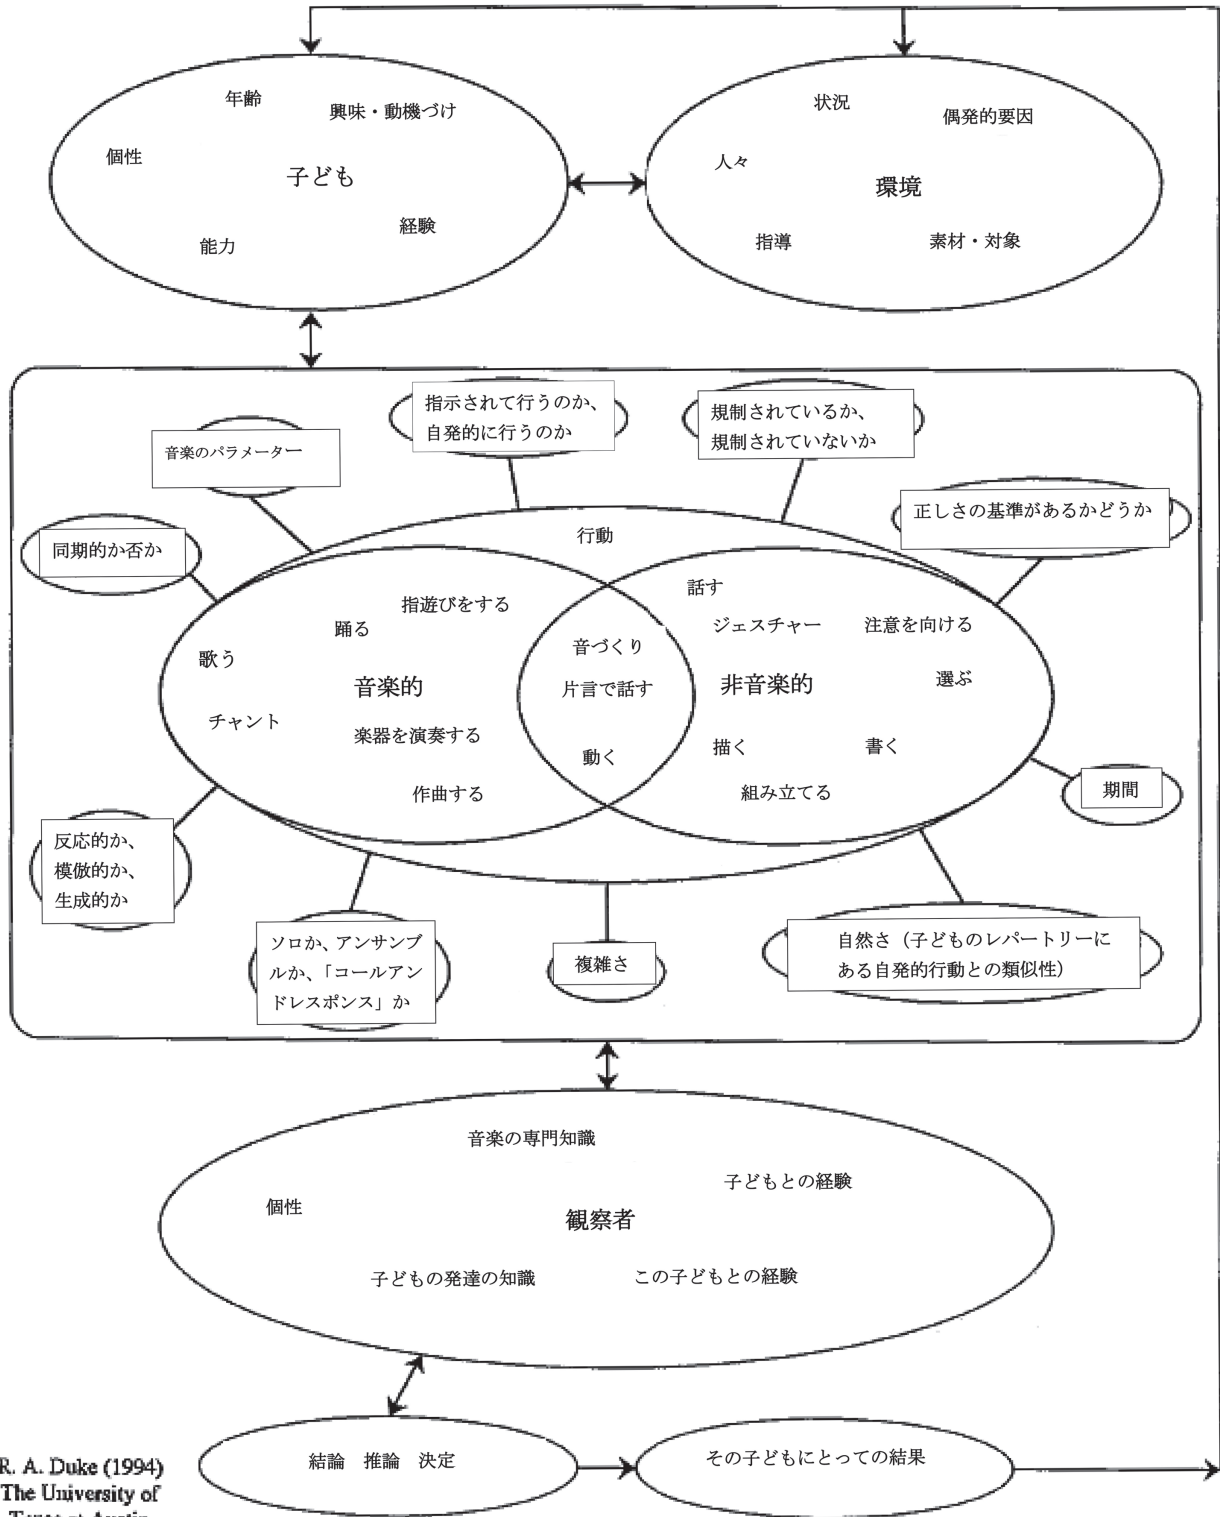 年齢
興味・動機づけ
個性
子ども
経験
能力
状況
偶発的要因
人々
環境
指導
素材・対象
指示されて行うのか、
自発的に行うのか
規制されているか、
規制されていないか
音楽のパラメーター
正しさの基準があるかどうか
同期的か否か
行動
指遊びをする
踊る
歌う
音楽的
チャント
楽器を演奏する
作曲する
音づくり
片言で話す
動く
話す
ジェスチャー
注意を向ける
非音楽的
選ぶ
描く
書く
組み立てる
期間
反応的か、
模倣的か、
生成的か
ソロか、アンサンブ
ルか、「コールアン
ドレスポンス」か
複雑さ
自然さ（子どものレパートリーに
ある自発的行動との類似性）
音楽の専門知識
子どもとの経験
個性
観察者
子どもの発達の知識
この子どもとの経験
結論　推論　決定
その子どもにとっての結果
R. A. Duke (1994)
The University of
Texas at Austin